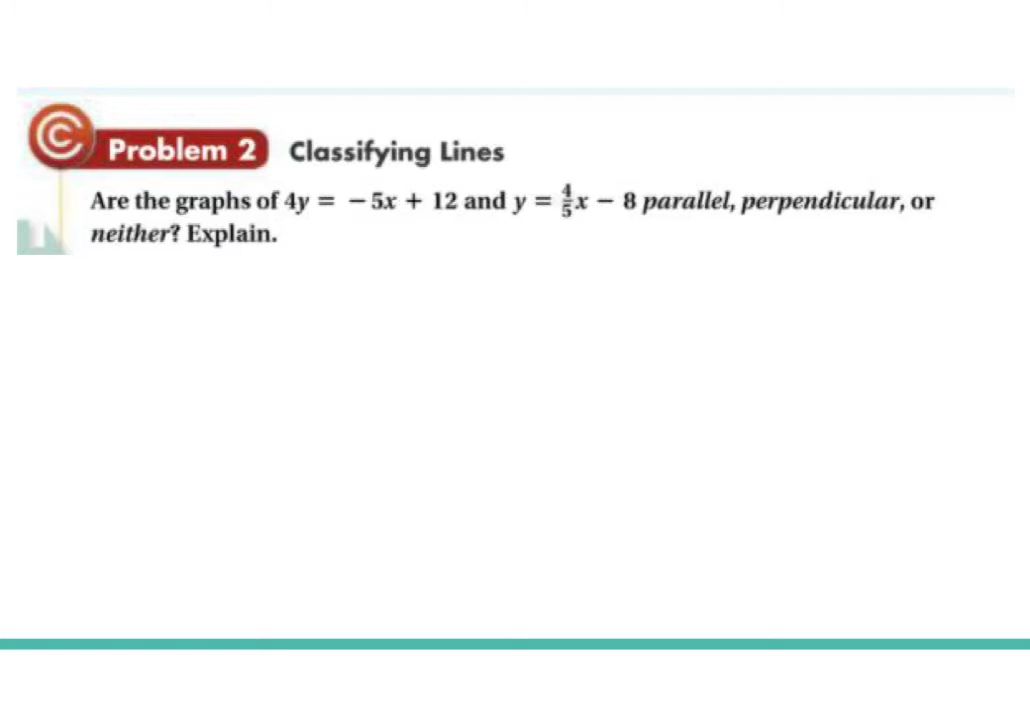 Problem 2 Classifying Lines
Are the graphs of 4y = −5x + 12 and y = 4/5x − 8 parallel, perpendicular, or
neither? Explain.